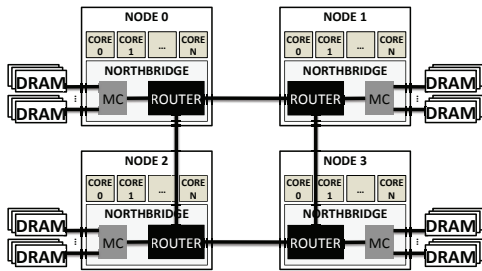 NODE 0
CORE 0 CORE 1 ... CORE N
NORTHBRIDGE
DRAM
DRAM
MC
ROUTER
NODE 1
CORE 0 CORE 1 ... CORE N
NORTHBRIDGE
ROUTER
MC
DRAM
DRAM
NODE 2
CORE 0 CORE 1 ... CORE N
NORTHBRIDGE
DRAM
DRAM
MC
ROUTER
NODE 3
CORE 0 CORE 1 ... CORE N
NORTHBRIDGE
ROUTER
MC
DRAM
DRAM